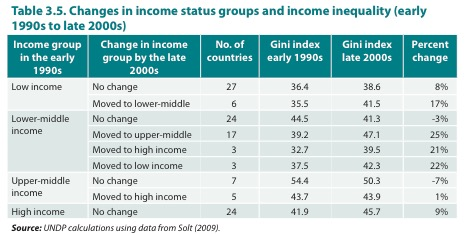 Table 3.5. Changes in income status groups and income inequality (early
1990s to late 2000s)
Income group in the early 1990s | Change in income group by the late 2000s | No. of countries | Gini index early 1990s | Gini index late 2000s | Percent change
Low income | No change | 27 | 36.4 | 38.6 | 8%
Moved to lower-middle | 6 | 35.5 | 41.5 | 17%
Lower-middle income | No change | 24 | 44.5 | 41.3 | -3%
Moved to upper-middle | 17 | 39.2 | 47.1 | 25%
Moved to high income | 3 | 32.7 | 39.5 | 21%
Moved to low income | 3 | 37.5 | 42.3 | 22%
Upper-middle income | No change | 7 | 54.4 | 50.3 | -7%
Moved to high income | 5 | 43.7 | 43.9 | 1%
High income | No change | 24 | 41.9 | 45.7 | 9%
Source: UNDP calculations using data from Solt (2009).